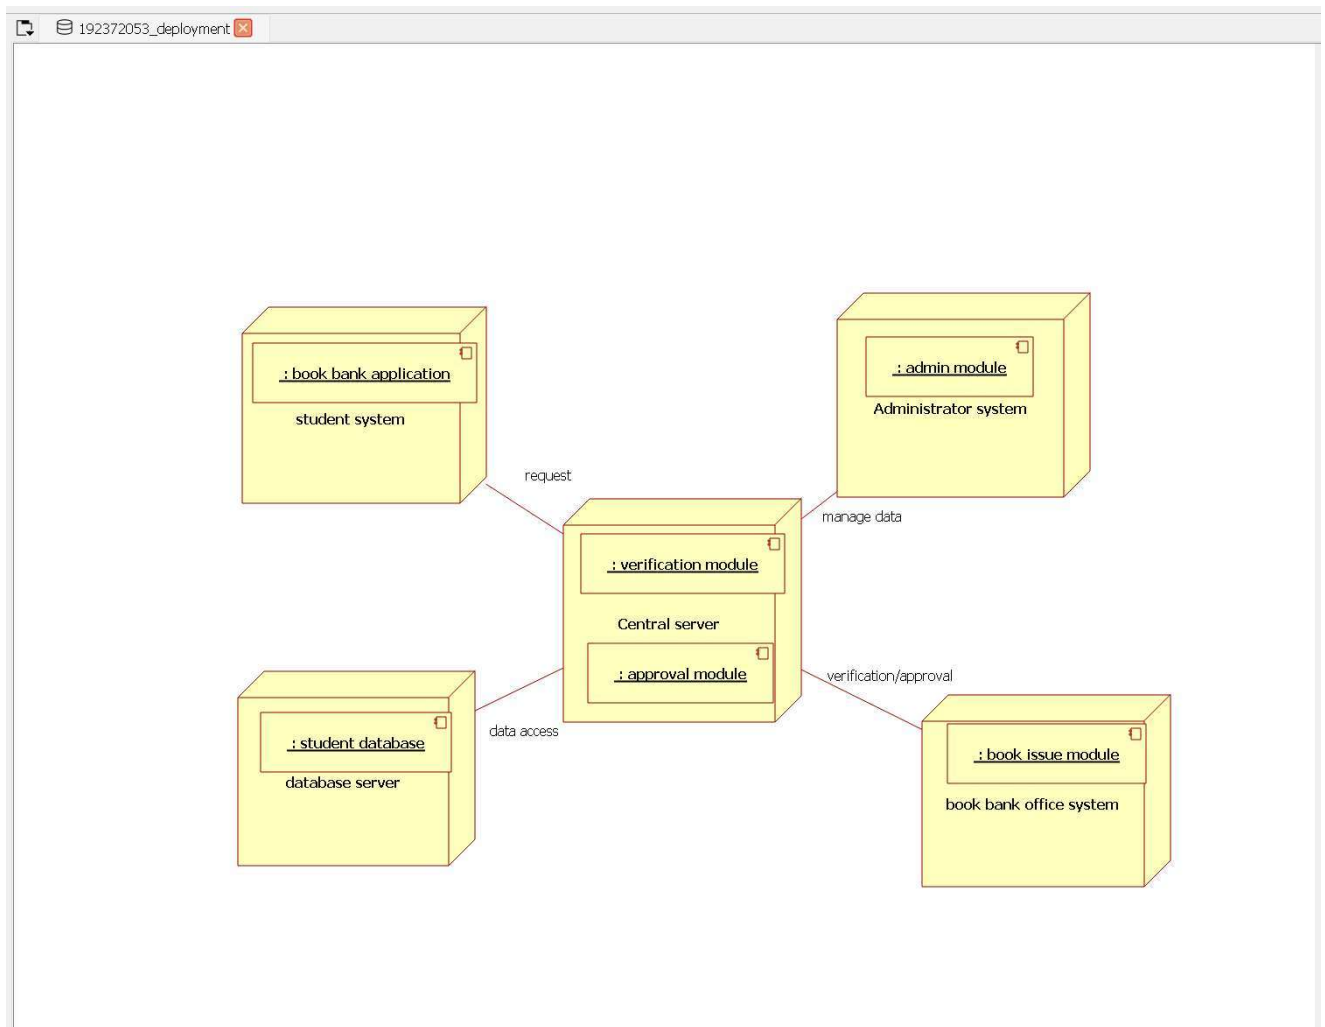 192372053_deployment
: book bank application
student system
: admin module
Administrator system
request
manage data
: verification module
Central server
: approval module
verification/approval
data access
: student database
database server
: book issue module
book bank office system